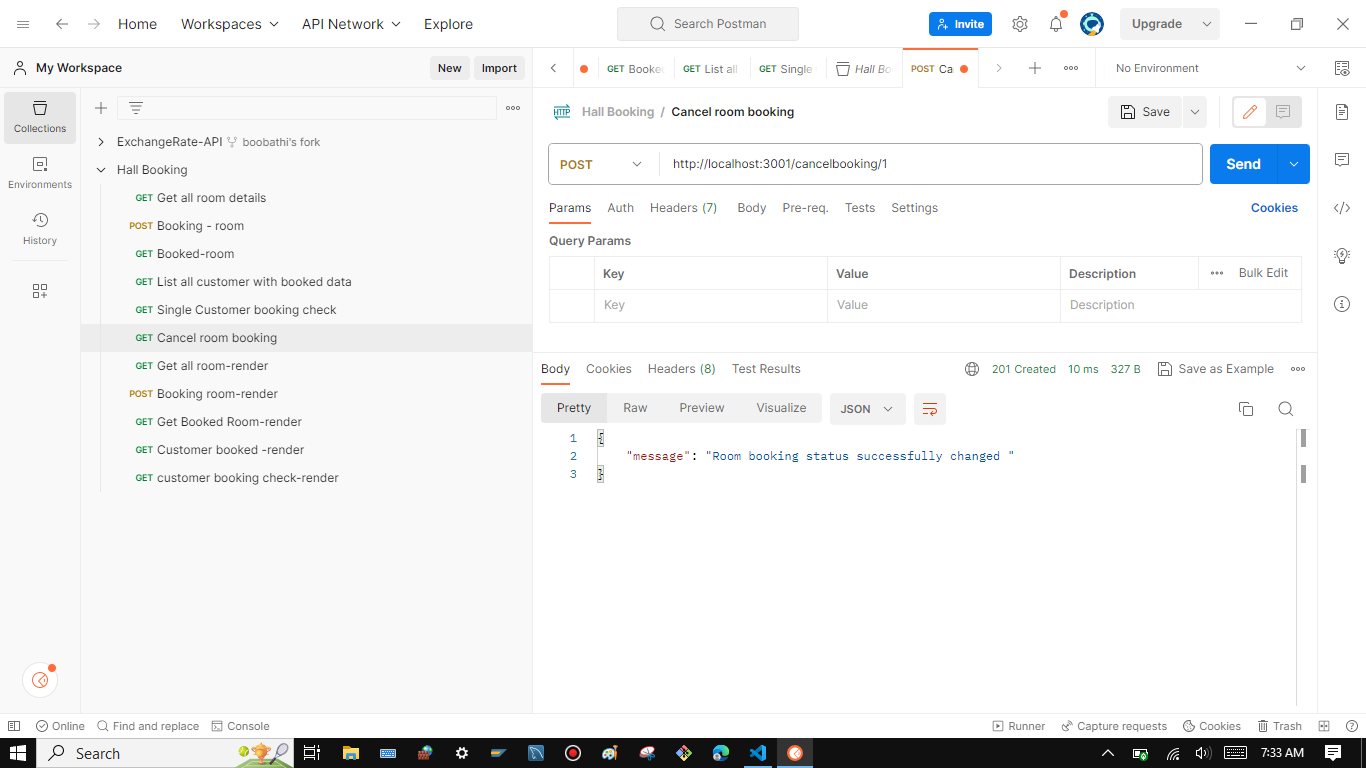 Home Workspaces API Network Explore Search Postman Invite Upgrade
My Workspace New Import GET Booke GET List all GET Single Hall Bo POST Ca No Environment
Collections
Environments
History
ExchangeRate-API boobathi's fork
Hall Booking
GET Get all room details
POST Booking - room
GET Booked-room
GET List all customer with booked data
GET Single Customer booking check
GET Cancel room booking
GET Get all room-render
POST Booking room-render
GET Get Booked Room-render
GET Customer booked -render
GET customer booking check-render
HTTP Hall Booking / Cancel room booking Save
POST http://localhost:3001/cancelbooking/1 Send
Params Auth Headers (7) Body Pre-req. Tests Settings Cookies
Query Params
Key Value Description Bulk Edit
Key Value Description
Body Cookies Headers (8) Test Results 201 Created 10 ms 327 B Save as Example
Pretty Raw Preview Visualize JSON
1 {
2 "message": "Room booking status successfully changed "
3 }
Online Find and replace Console Runner Capture requests Cookies Trash
Search 7:33 AM